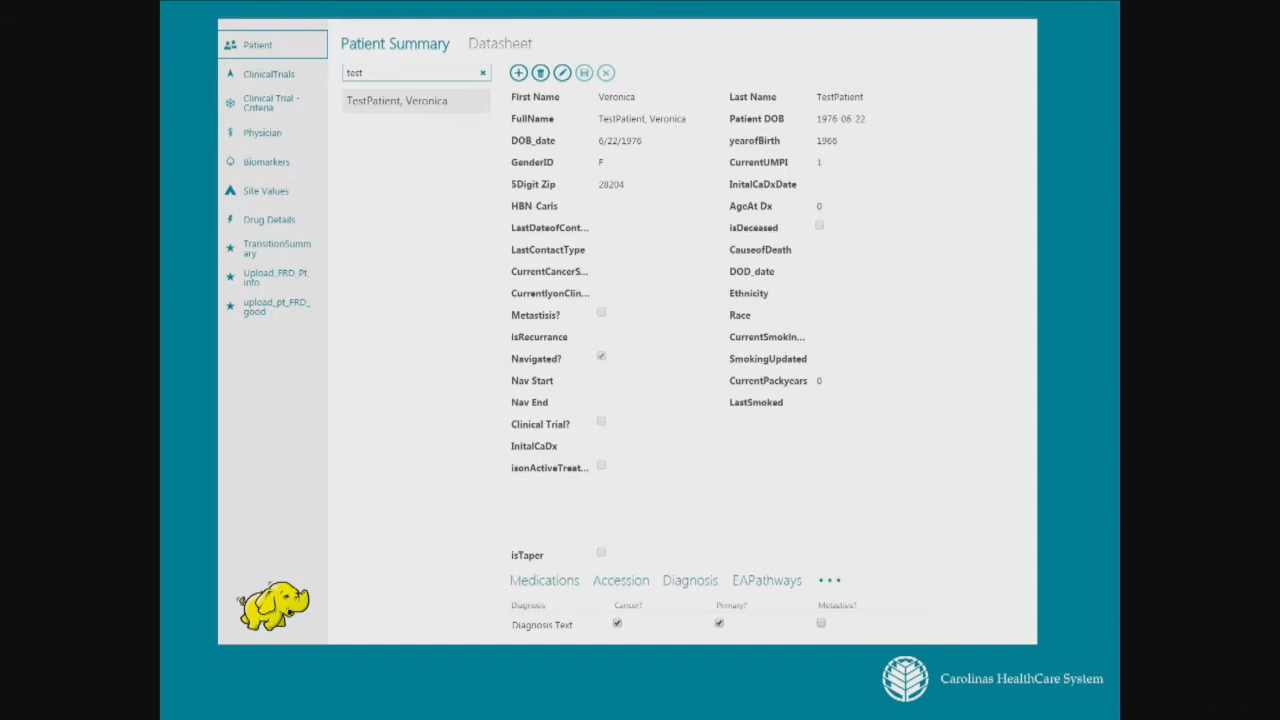 Patient
ClinicalTrials
Clinical Trial -
Criteria
Physician
Biomarkers
Site Values
Drug Details
TransitionSumm
ary
Upload_FRD_Pt_
info
upload_pt_FRD_
good
Patient Summary Datasheet
test
TestPatient, Veronica
First Name Veronica Last Name TestPatient
FullName TestPatient, Veronica Patient DOB 1976-06-22
DOB_date 6/22/1976 yearofBirth 1966
GenderID F CurrentUMPI 1
5Digit Zip 28204 InitalCaDxDate
HBN-Caris AgeAt Dx 0
LastDateofCont... isDeceased
LastContactType CauseofDeath
CurrentCancerS... DOD_date
CurrentlyonClin... Ethnicity
Metastisis? Race
isRecurrance CurrentSmokin...
Navigated? SmokingUpdated
Nav Start CurrentPackyears 0
Nav End LastSmoked
Clinical Trial?
InitalCaDx
isonActiveTreat...
isTaper
Medications Accession Diagnosis EAPathways ...
Diagnosis Cancer? Primary? Metastisis?
Diagnosis Text
Carolinas HealthCare System